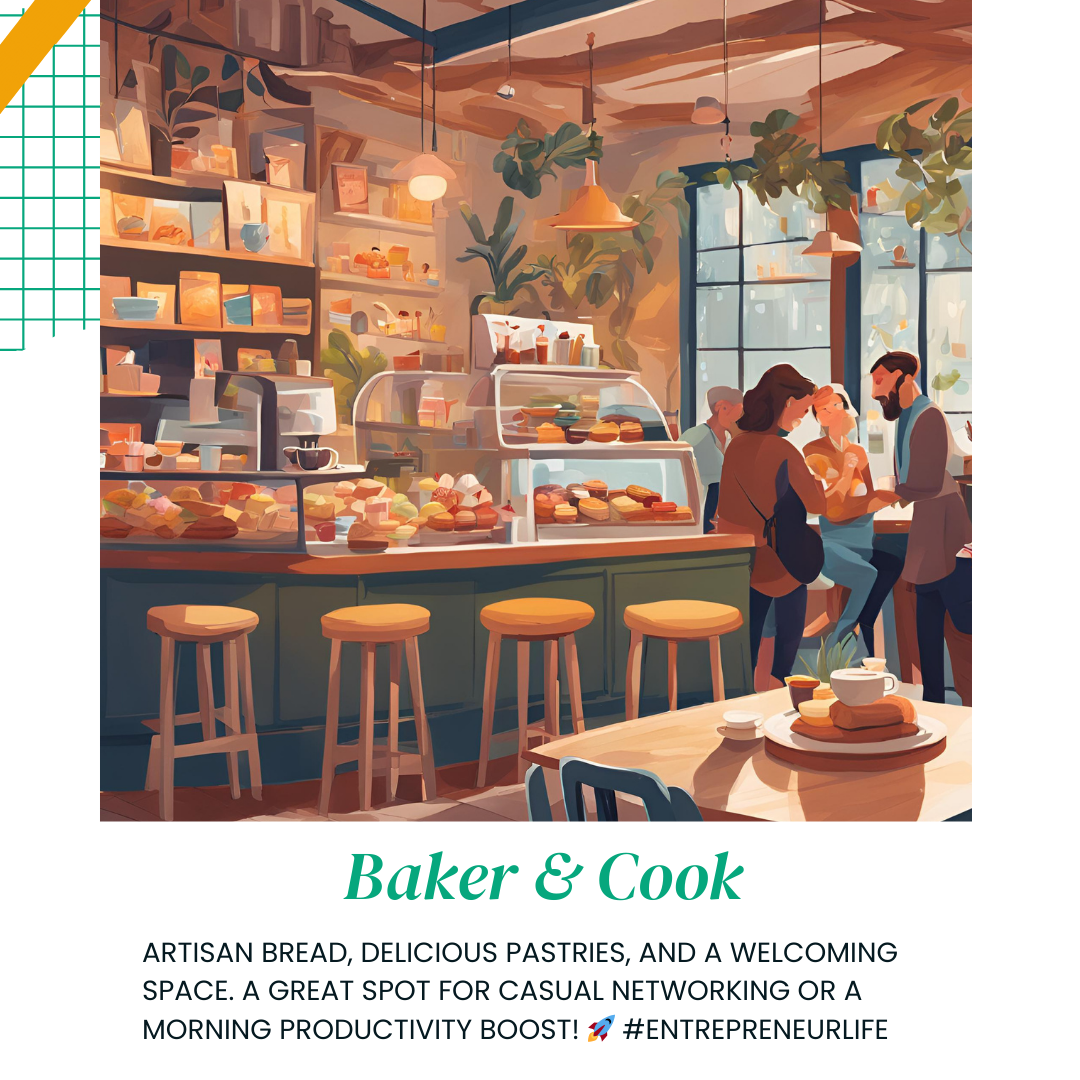 Baker & Cook
ARTISAN BREAD, DELICIOUS PASTRIES, AND A WELCOMING
SPACE. A GREAT SPOT FOR CASUAL NETWORKING OR A
MORNING PRODUCTIVITY BOOST! 🚀 #ENTREPRENEURLIFE